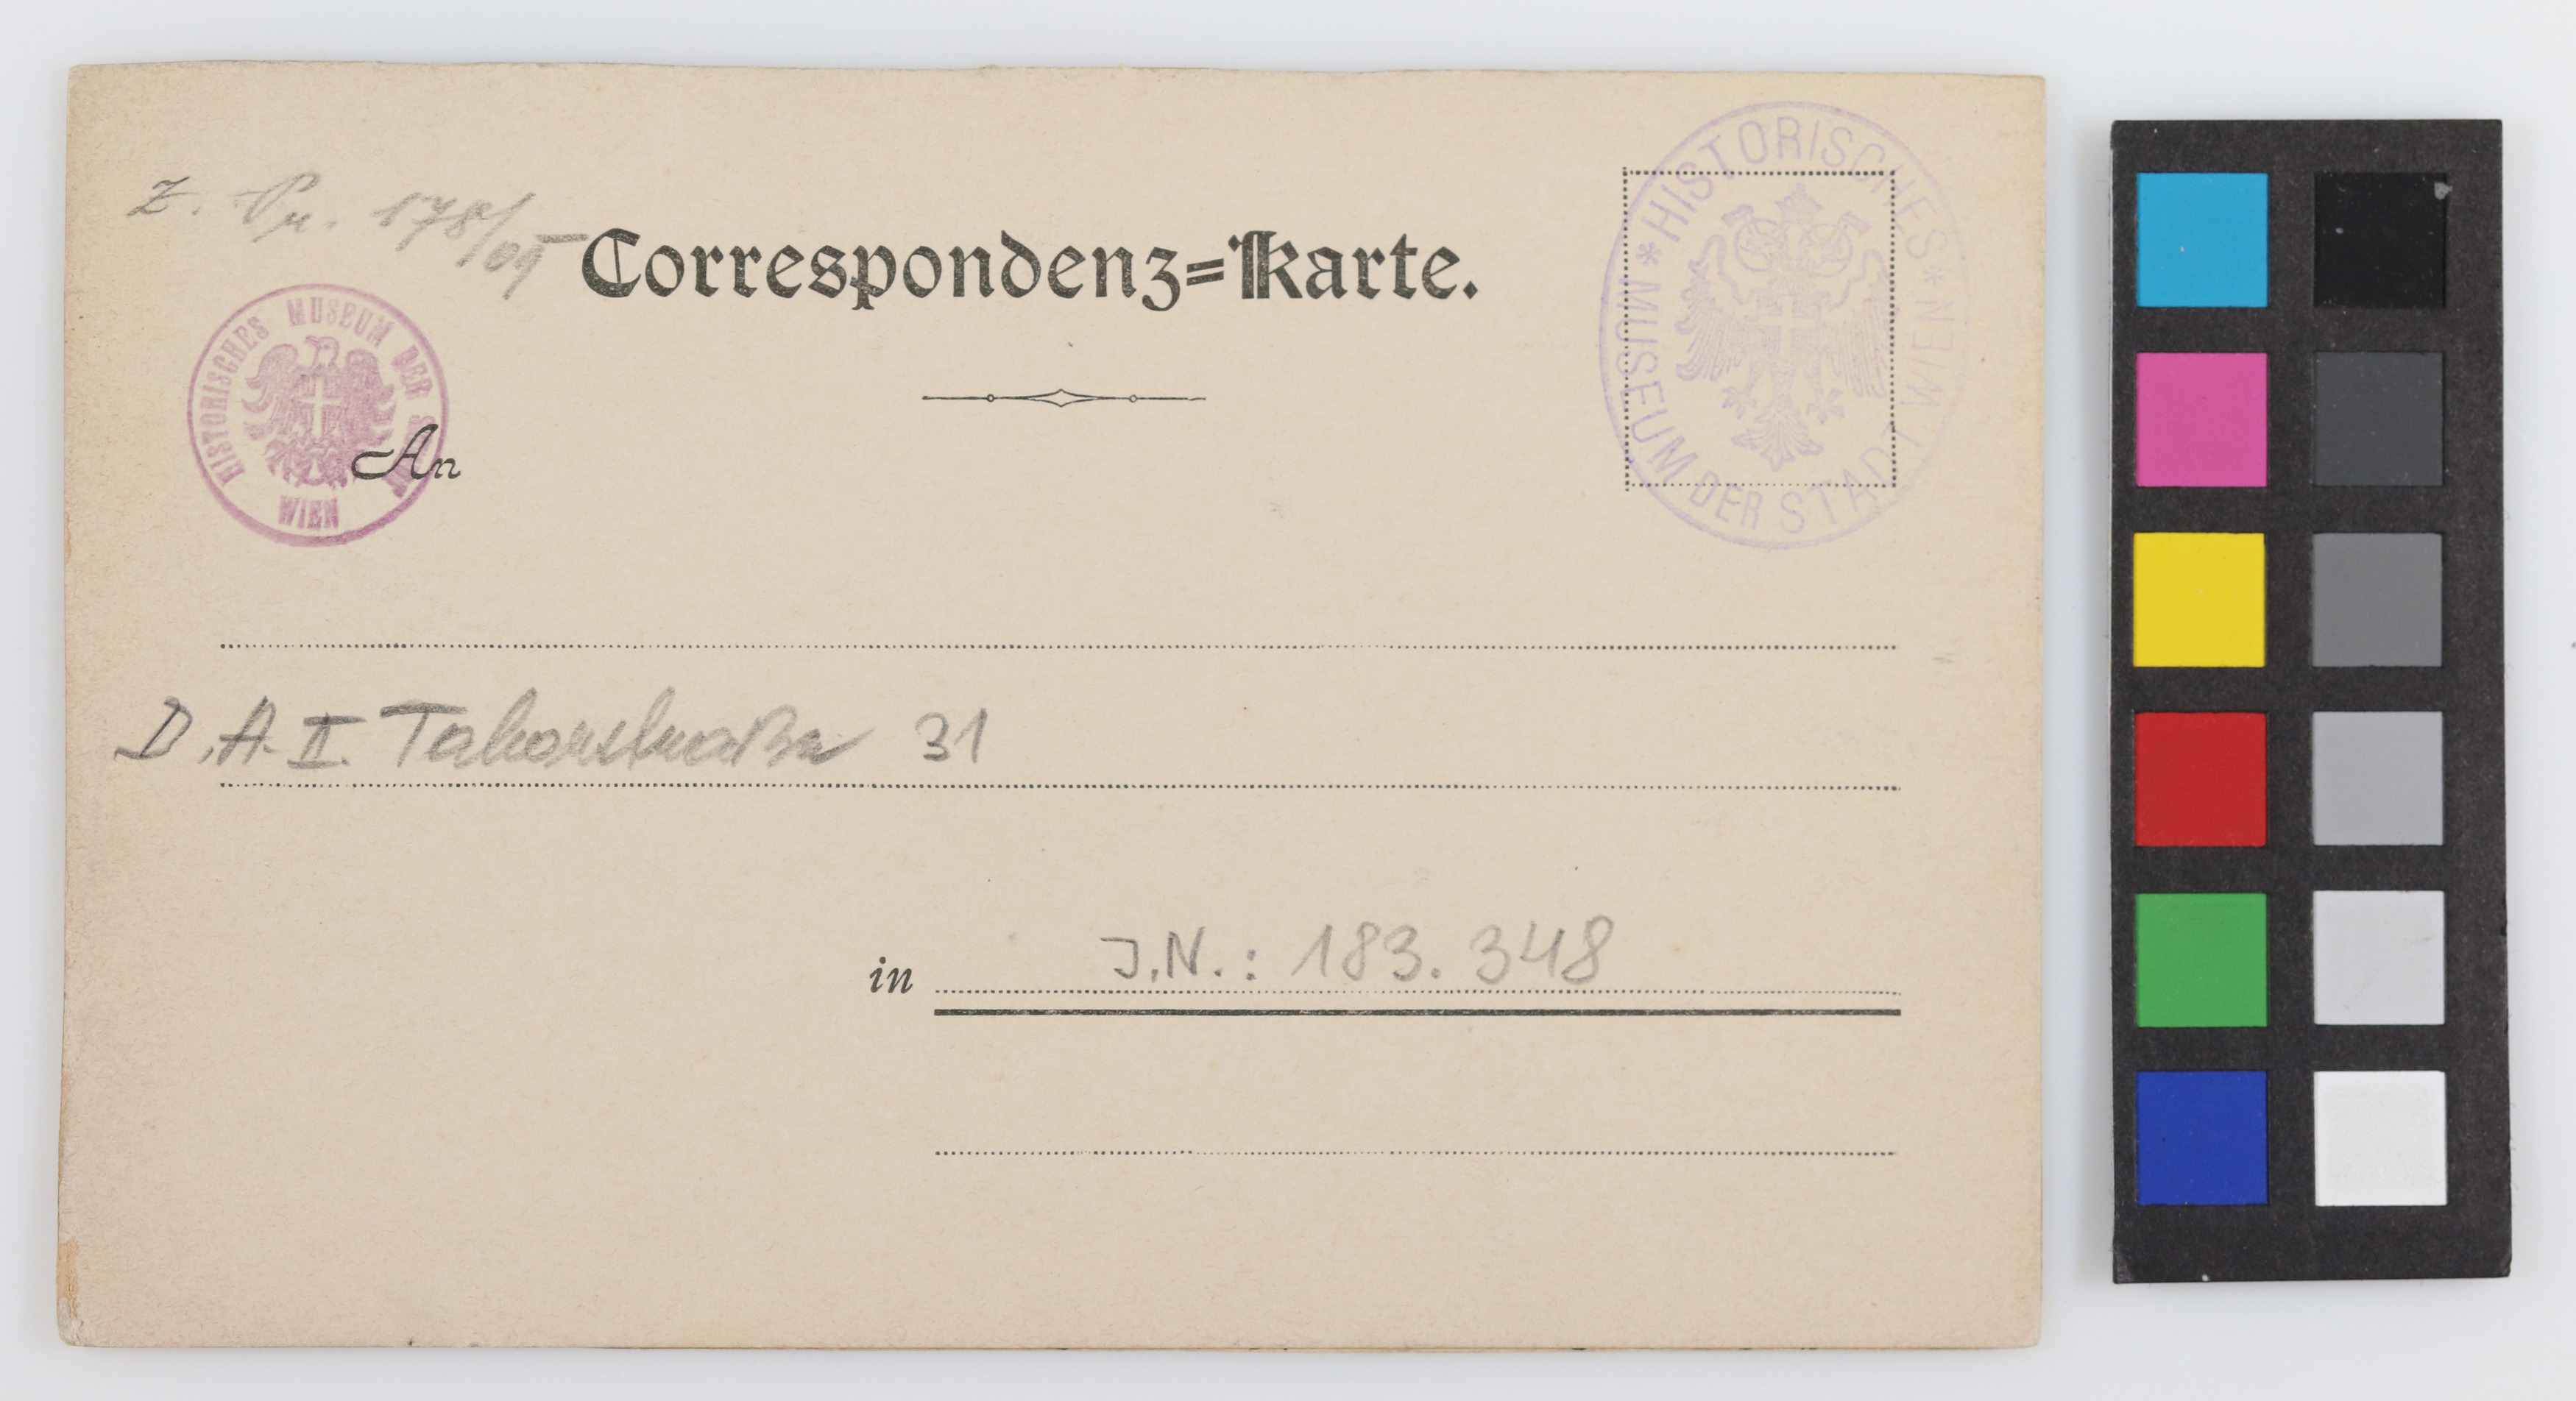 Z. Pr. 178/09
Correspondenz=Karte.
HISTORISCHES MUSEUM DER STADT WIEN
* HISTORISCHES * MUSEUM DER STADT WIEN
An
D.A. II. Taborstraße 31
in J.N.: 183.348